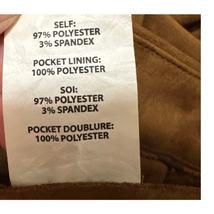 SELF:
97% POLYESTER
3% SPANDEX
POCKET LINING:
100% POLYESTER
SOI:
97% POLYESTER
3% SPANDEX
POCKET DOUBLURE:
100% POLYESTER